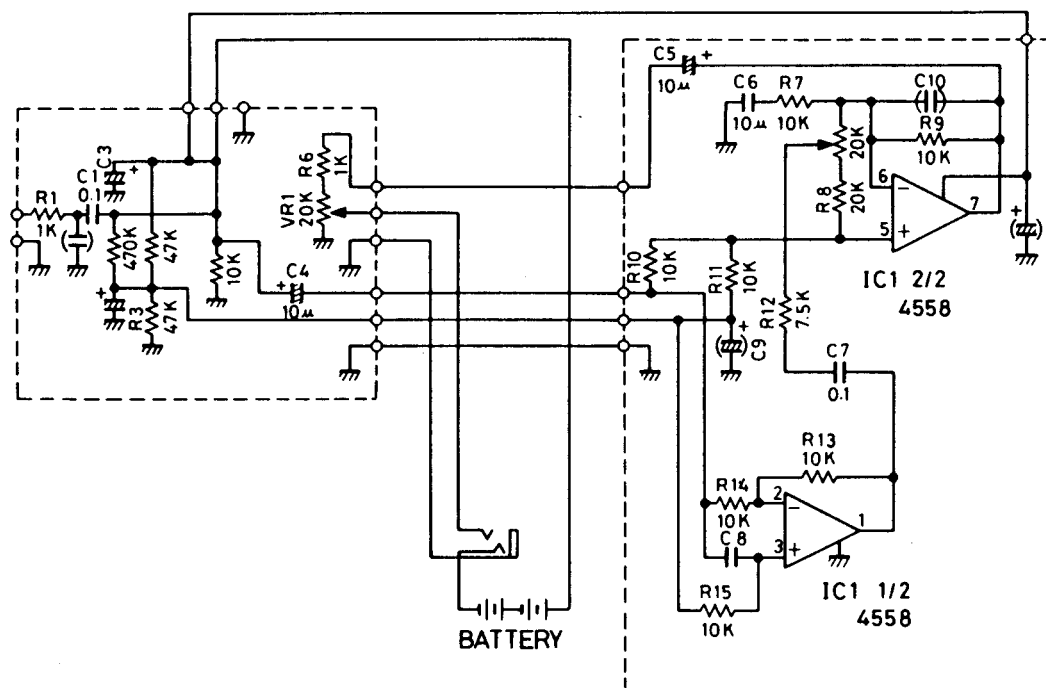 C5
+
10μ
C6
10μ
R7
10K
(C10)
R9
10K
20K
R8
20K
6
−
7
5
+
+
IC1 2/2
4558
C3
+
R1
1K
C1
0.1
470K
47K
+
R3
47K
10K
C4
+
10μ
R6
1K
VR1
20K
R10
10K
R11
10K
+
C9
R12
7.5K
C7
0.1
R13
10K
R14
10K
2
−
1
C8
3
+
R15
10K
IC1 1/2
4558
BATTERY